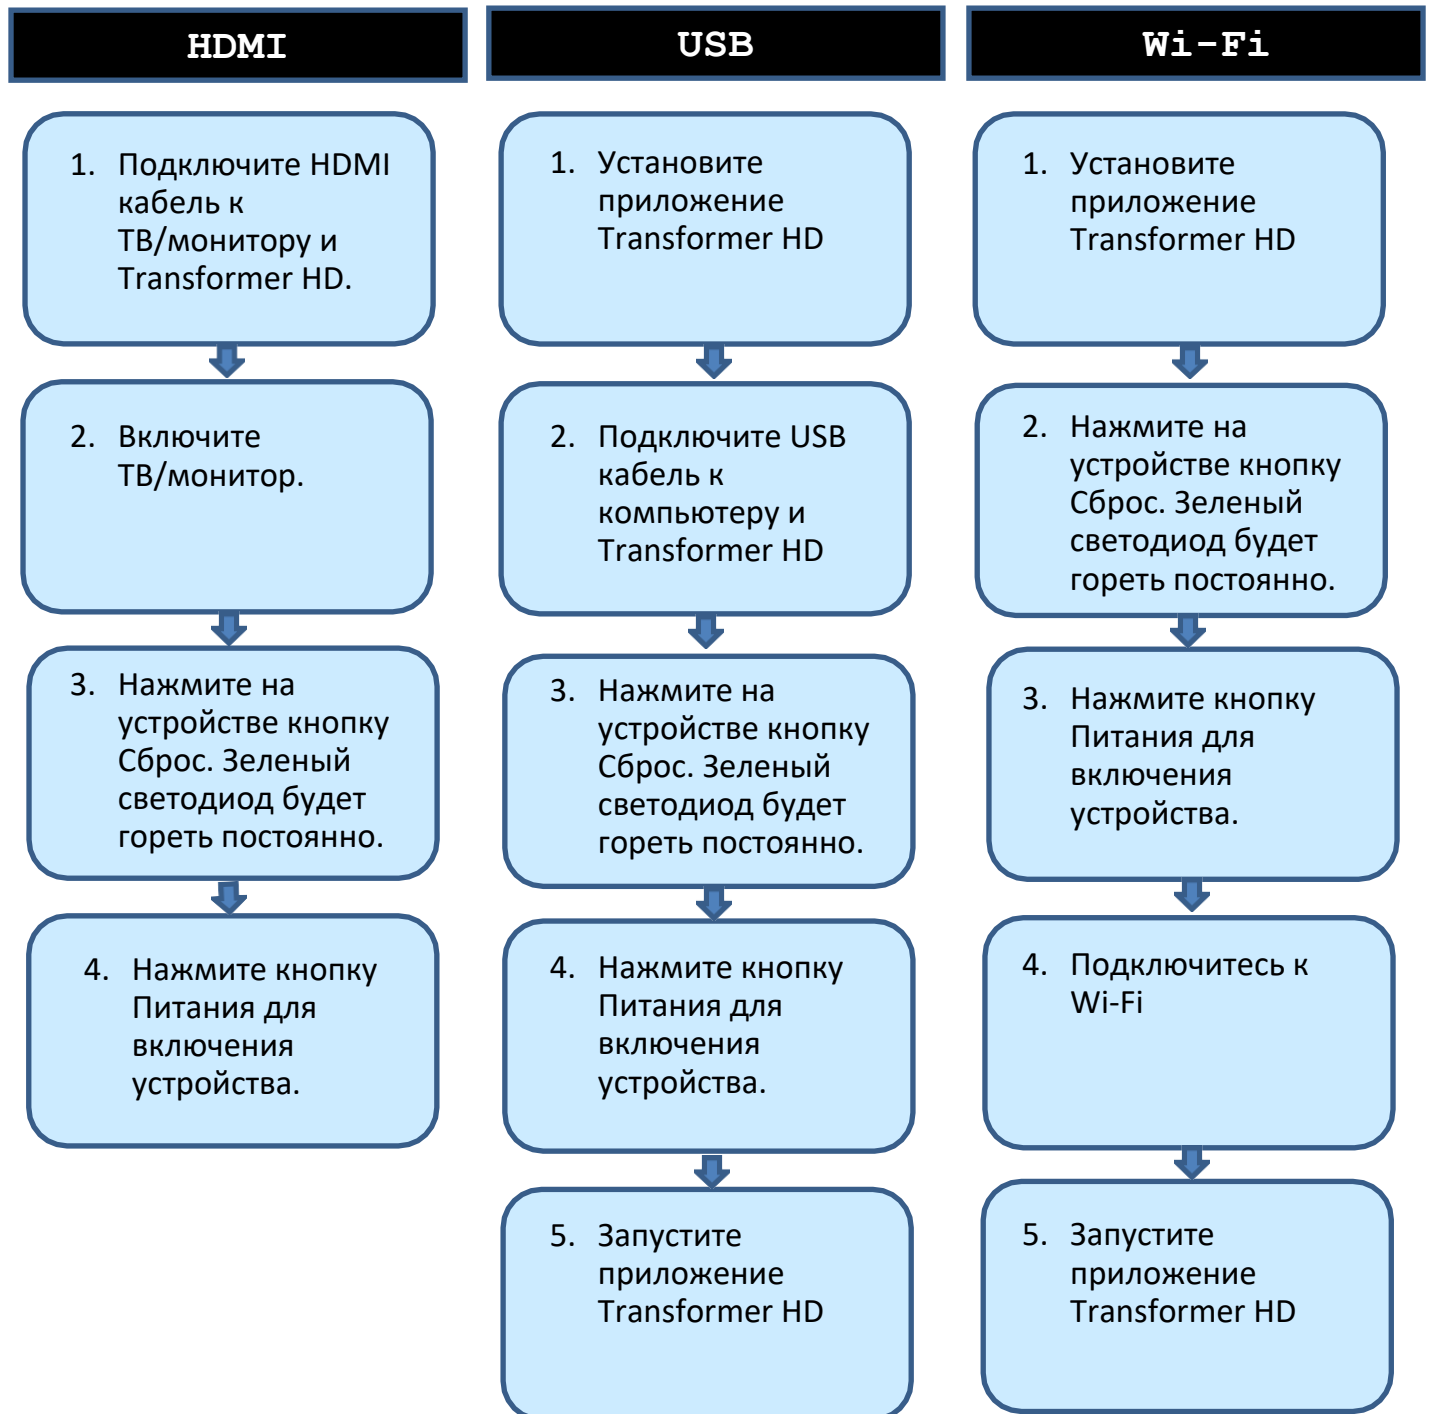 HDMI
1. Подключите HDMI
кабель к
ТВ/монитору и
Transformer HD.
2. Включите
ТВ/монитор.
3. Нажмите на
устройстве кнопку
Сброс. Зеленый
светодиод будет
гореть постоянно.
4. Нажмите кнопку
Питания для
включения
устройства.
USB
1. Установите
приложение
Transformer HD
2. Подключите USB
кабель к
компьютеру и
Transformer HD
3. Нажмите на
устройстве кнопку
Сброс. Зеленый
светодиод будет
гореть постоянно.
4. Нажмите кнопку
Питания для
включения
устройства.
5. Запустите
приложение
Transformer HD
Wi-Fi
1. Установите
приложение
Transformer HD
2. Нажмите на
устройстве кнопку
Сброс. Зеленый
светодиод будет
гореть постоянно.
3. Нажмите кнопку
Питания для
включения
устройства.
4. Подключитесь к
Wi-Fi
5. Запустите
приложение
Transformer HD